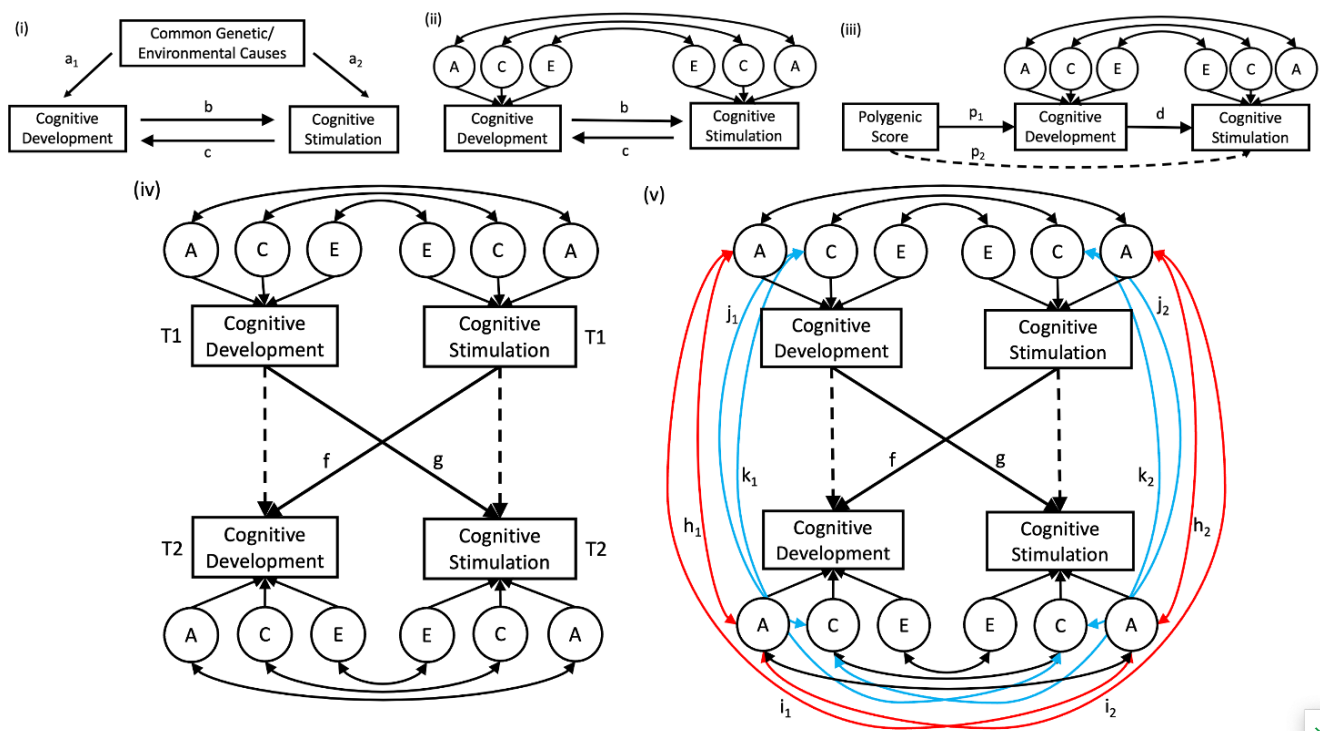 (i)
Common Genetic/
Environmental Causes
a1
a2
b
Cognitive
Development
Cognitive
Stimulation
c
(ii)
A
C
E
E
C
A
b
Cognitive
Development
Cognitive
Stimulation
c
(iii)
A
C
E
E
C
A
Polygenic
Score
p1
Cognitive
Development
d
Cognitive
Stimulation
p2
(iv)
A
C
E
E
C
A
T1
Cognitive
Development
Cognitive
Stimulation
T1
f
g
T2
Cognitive
Development
Cognitive
Stimulation
T2
A
C
E
E
C
A
(v)
A
C
E
E
C
A
j1
Cognitive
Development
Cognitive
Stimulation
j2
f
g
k1
k2
h1
h2
Cognitive
Development
Cognitive
Stimulation
A
C
E
E
C
A
i1
i2